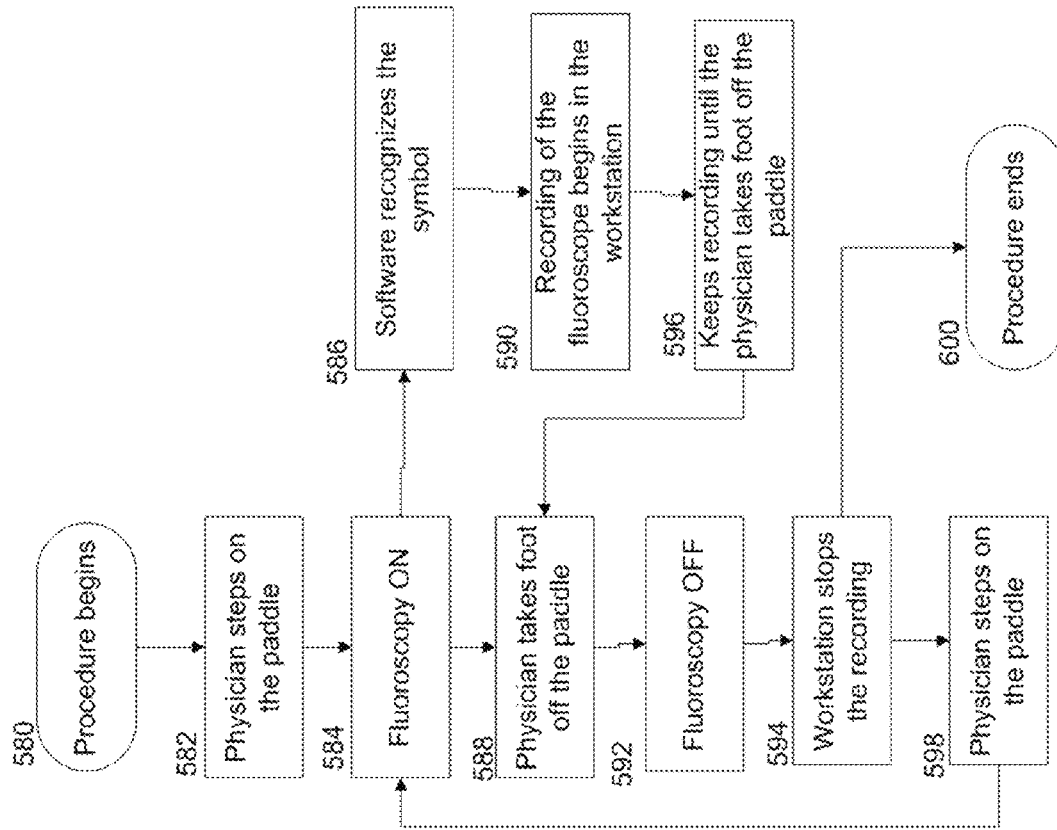 580
Procedure begins
582
Physician steps on
the paddle
584
Fluoroscopy ON
586
Software recognizes the
symbol
588
Physician takes foot
off the paddle
590
Recording of the
fluoroscope begins in the
workstation
592
Fluoroscopy OFF
594
Workstation stops
the recording
596
Keeps recording until the
physician takes foot off the
paddle
598
Physician steps on
the paddle
600
Procedure ends